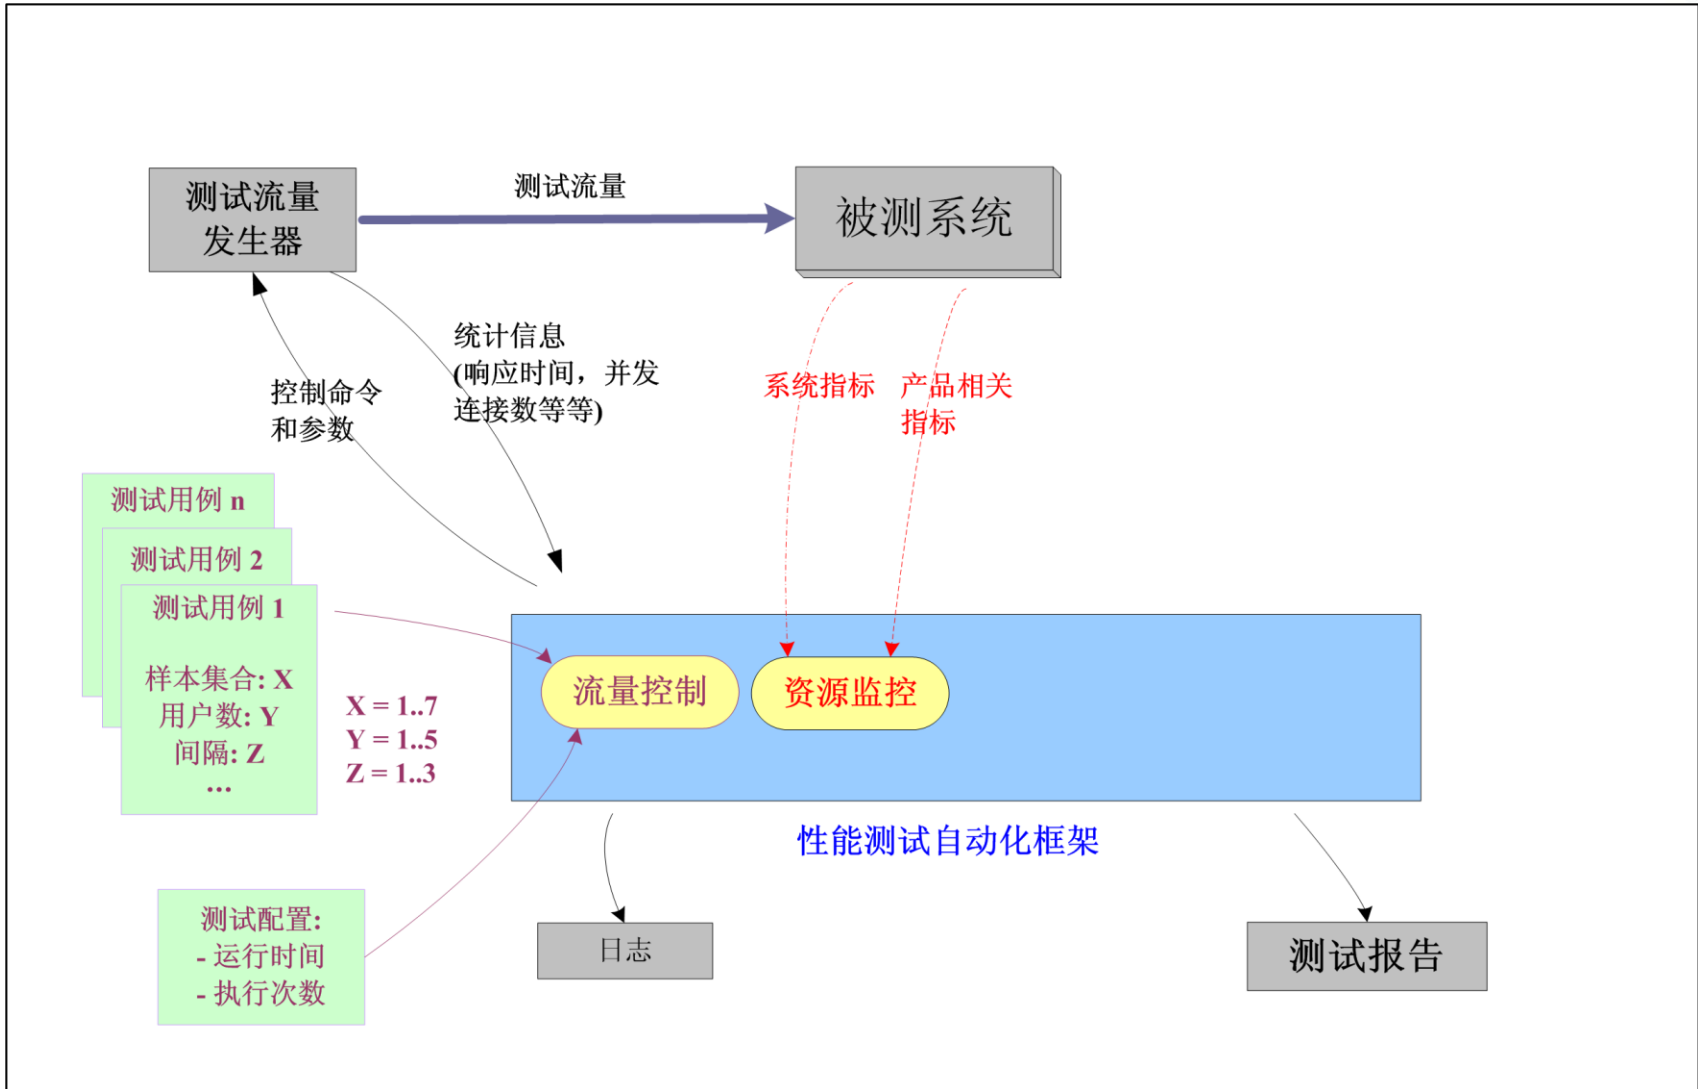 测试流量
发生器
测试流量
被测系统
统计信息
(响应时间，并发
连接数等等)
控制命令
和参数
系统指标
产品相关
指标
测试用例 n
测试用例 2
测试用例 1
样本集合: X
用户数: Y
间隔: Z
...
X = 1..7
Y = 1..5
Z = 1..3
流量控制
资源监控
性能测试自动化框架
测试配置:
- 运行时间
- 执行次数
日志
测试报告